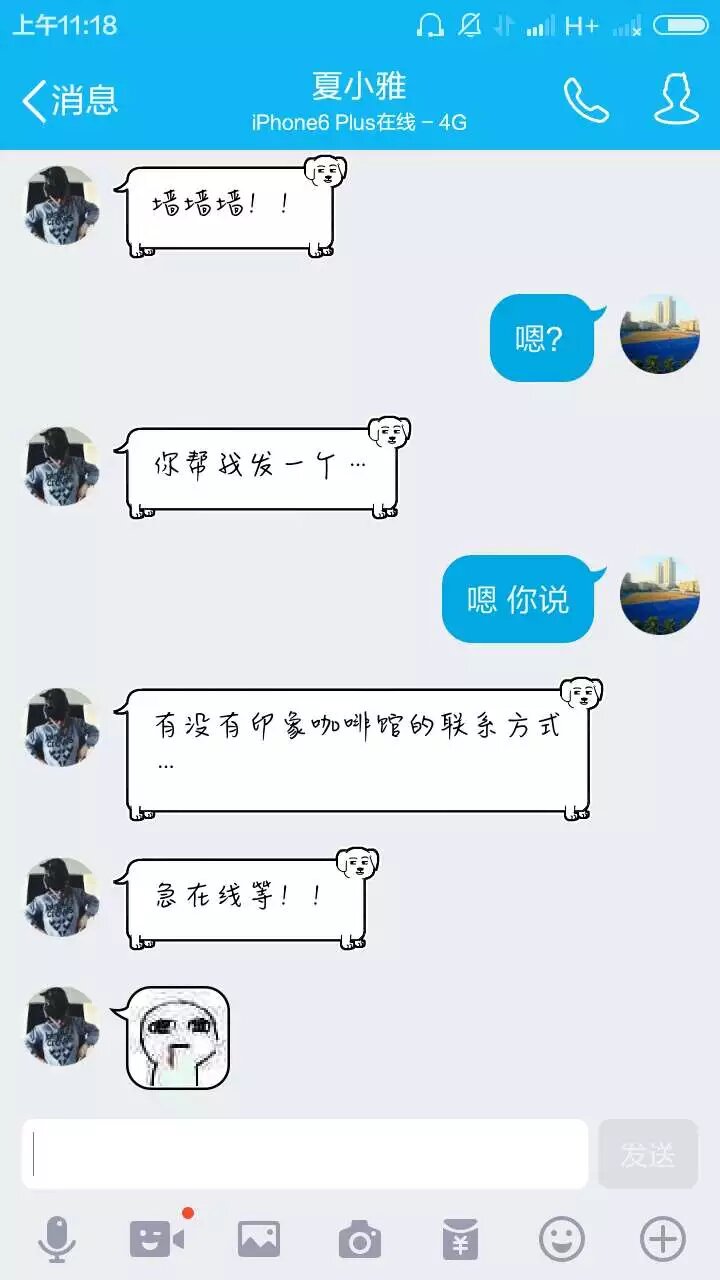 上午11:18
H+
消息
夏小雅
iPhone6 Plus在线 – 4G
墙墙墙！！
嗯?
你帮我发一个…
嗯 你说
有没有印象咖啡馆的联系方式
…
急在线等！！
发送